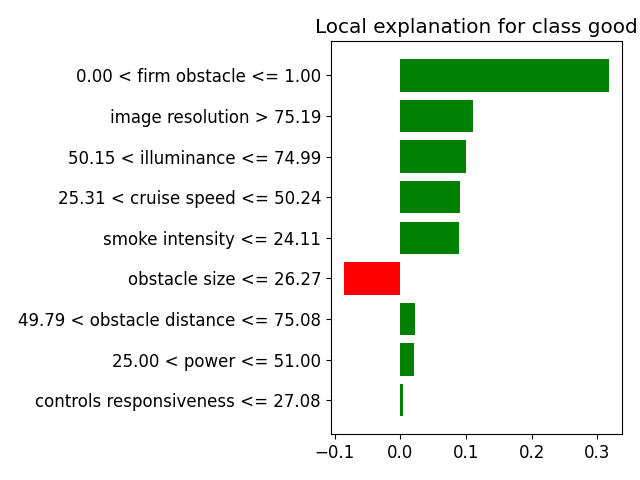 Local explanation for class good
0.00 < firm obstacle <= 1.00
image resolution > 75.19
50.15 < illuminance <= 74.99
25.31 < cruise speed <= 50.24
smoke intensity <= 24.11
obstacle size <= 26.27
49.79 < obstacle distance <= 75.08
25.00 < power <= 51.00
controls responsiveness <= 27.08
−0.1 0.0 0.1 0.2 0.3